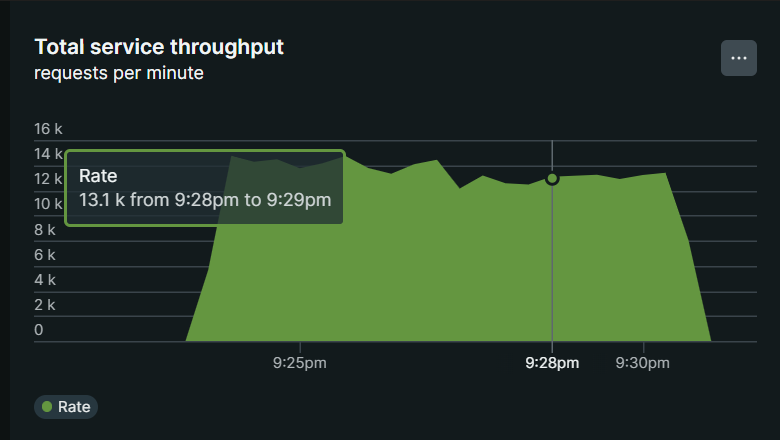 Total service throughput
requests per minute
...
16 k
14 k
12 k
10 k
8 k
6 k
4 k
2 k
0
Rate
13.1 k from 9:28pm to 9:29pm
9:25pm 9:28pm 9:30pm
Rate